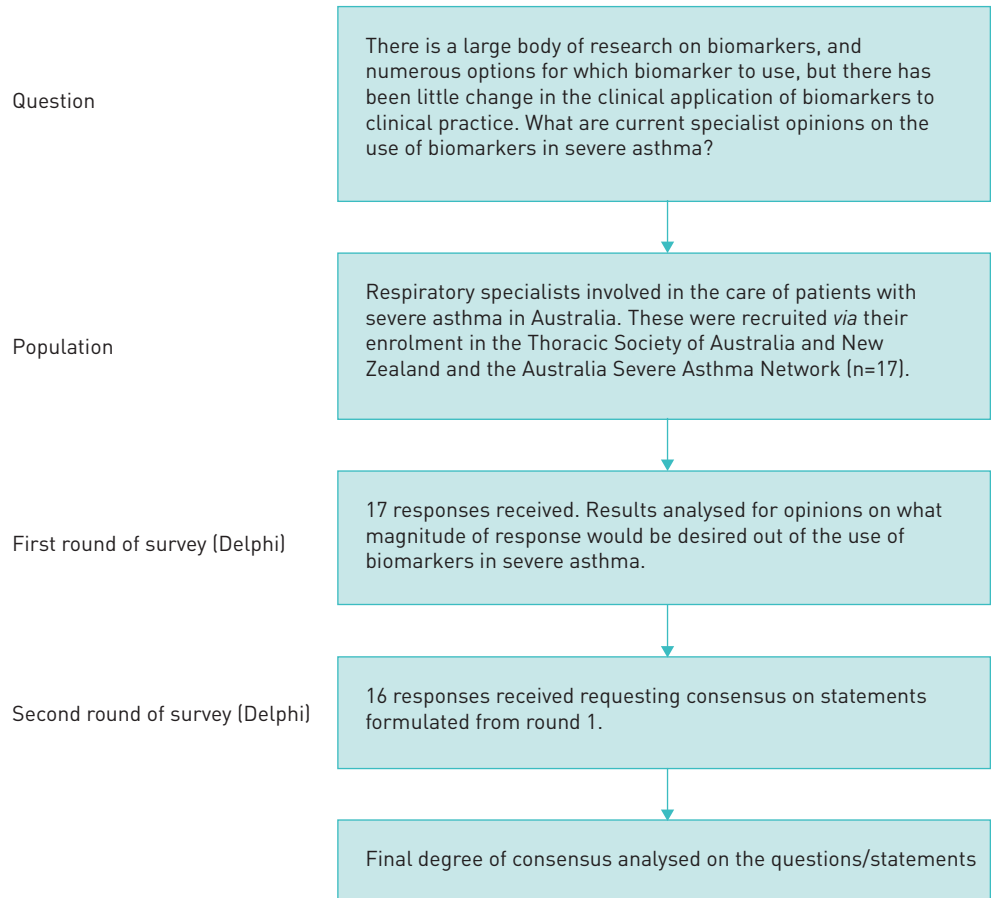 Question
There is a large body of research on biomarkers, and
numerous options for which biomarker to use, but there has
been little change in the clinical application of biomarkers to
clinical practice. What are current specialist opinions on the
use of biomarkers in severe asthma?
Population
Respiratory specialists involved in the care of patients with
severe asthma in Australia. These were recruited via their
enrolment in the Thoracic Society of Australia and New
Zealand and the Australia Severe Asthma Network (n=17).
First round of survey (Delphi)
17 responses received. Results analysed for opinions on what
magnitude of response would be desired out of the use of
biomarkers in severe asthma.
Second round of survey (Delphi)
16 responses received requesting consensus on statements
formulated from round 1.
Final degree of consensus analysed on the questions/statements